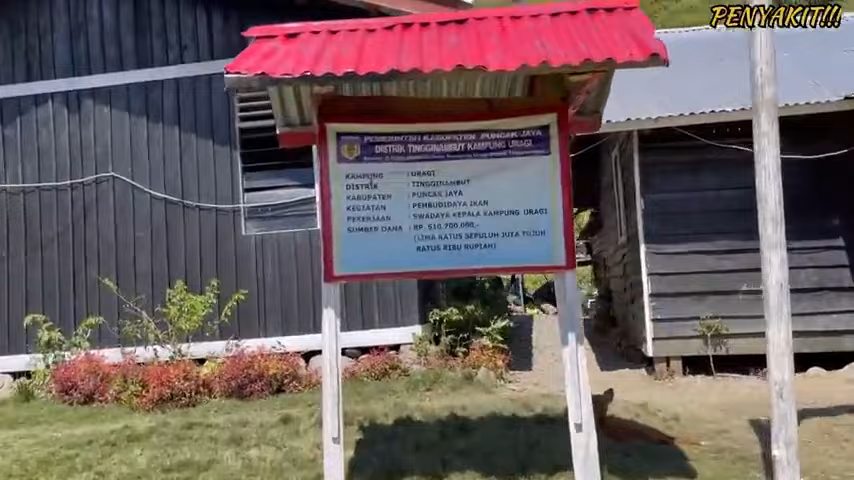 PENYAKIT!!!
PEMERINTAH KABUPATEN PUNCAK JAYA
DISTRIK TINGGINAMBUT KAMPUNG URAGI
KAMPUNG : URAGI
DISTRIK : TINGGINAMBUT
KABUPATEN : PUNCAK JAYA
KEGIATAN : PEMBUDIDAYA IKAN
PEKERJAAN : SWADAYA KEPALA KAMPUNG URAGI
SUMBER DANA : Rp. 510.700.000,-
(LIMA RATUS SEPULUH JUTA TUJUH
RATUS RIBU RUPIAH)